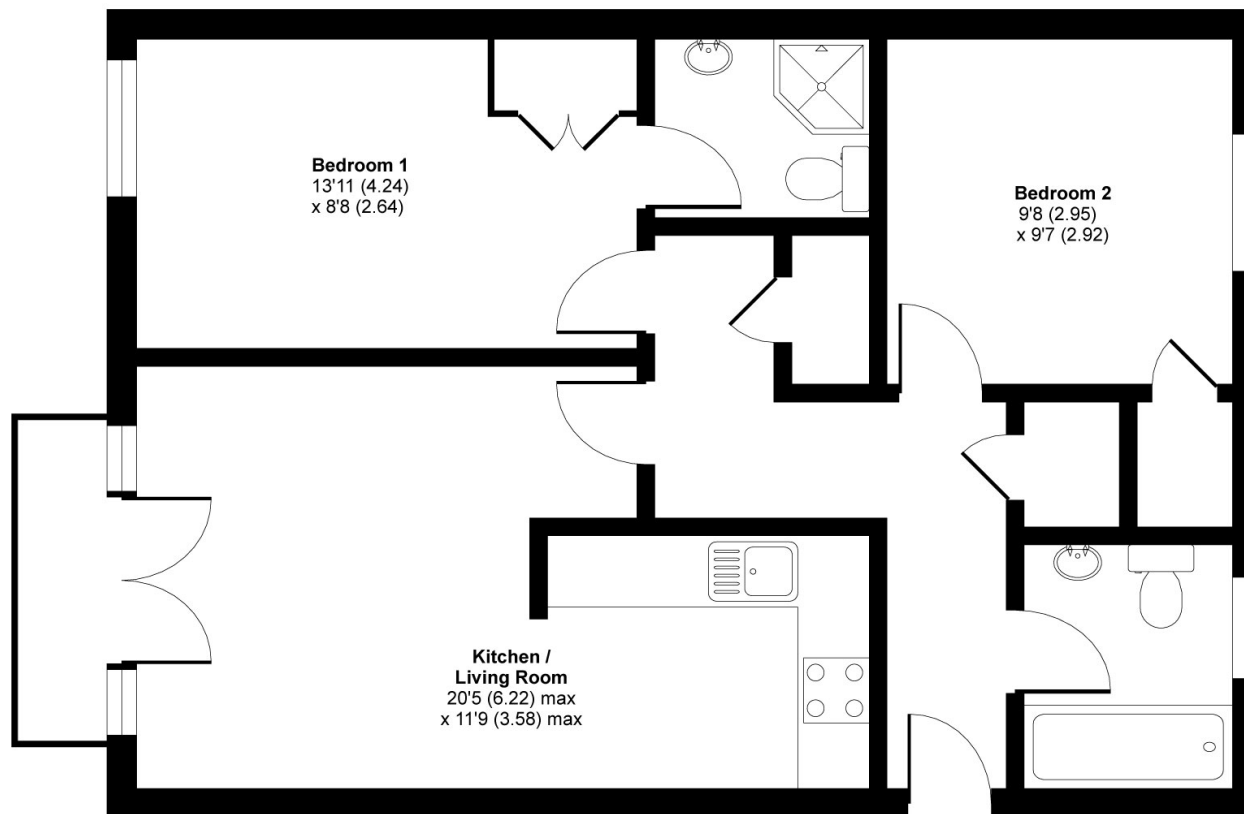 Bedroom 1
13'11 (4.24)
x 8'8 (2.64)
Bedroom 2
9'8 (2.95)
x 9'7 (2.92)
Kitchen /
Living Room
20'5 (6.22) max
x 11'9 (3.58) max